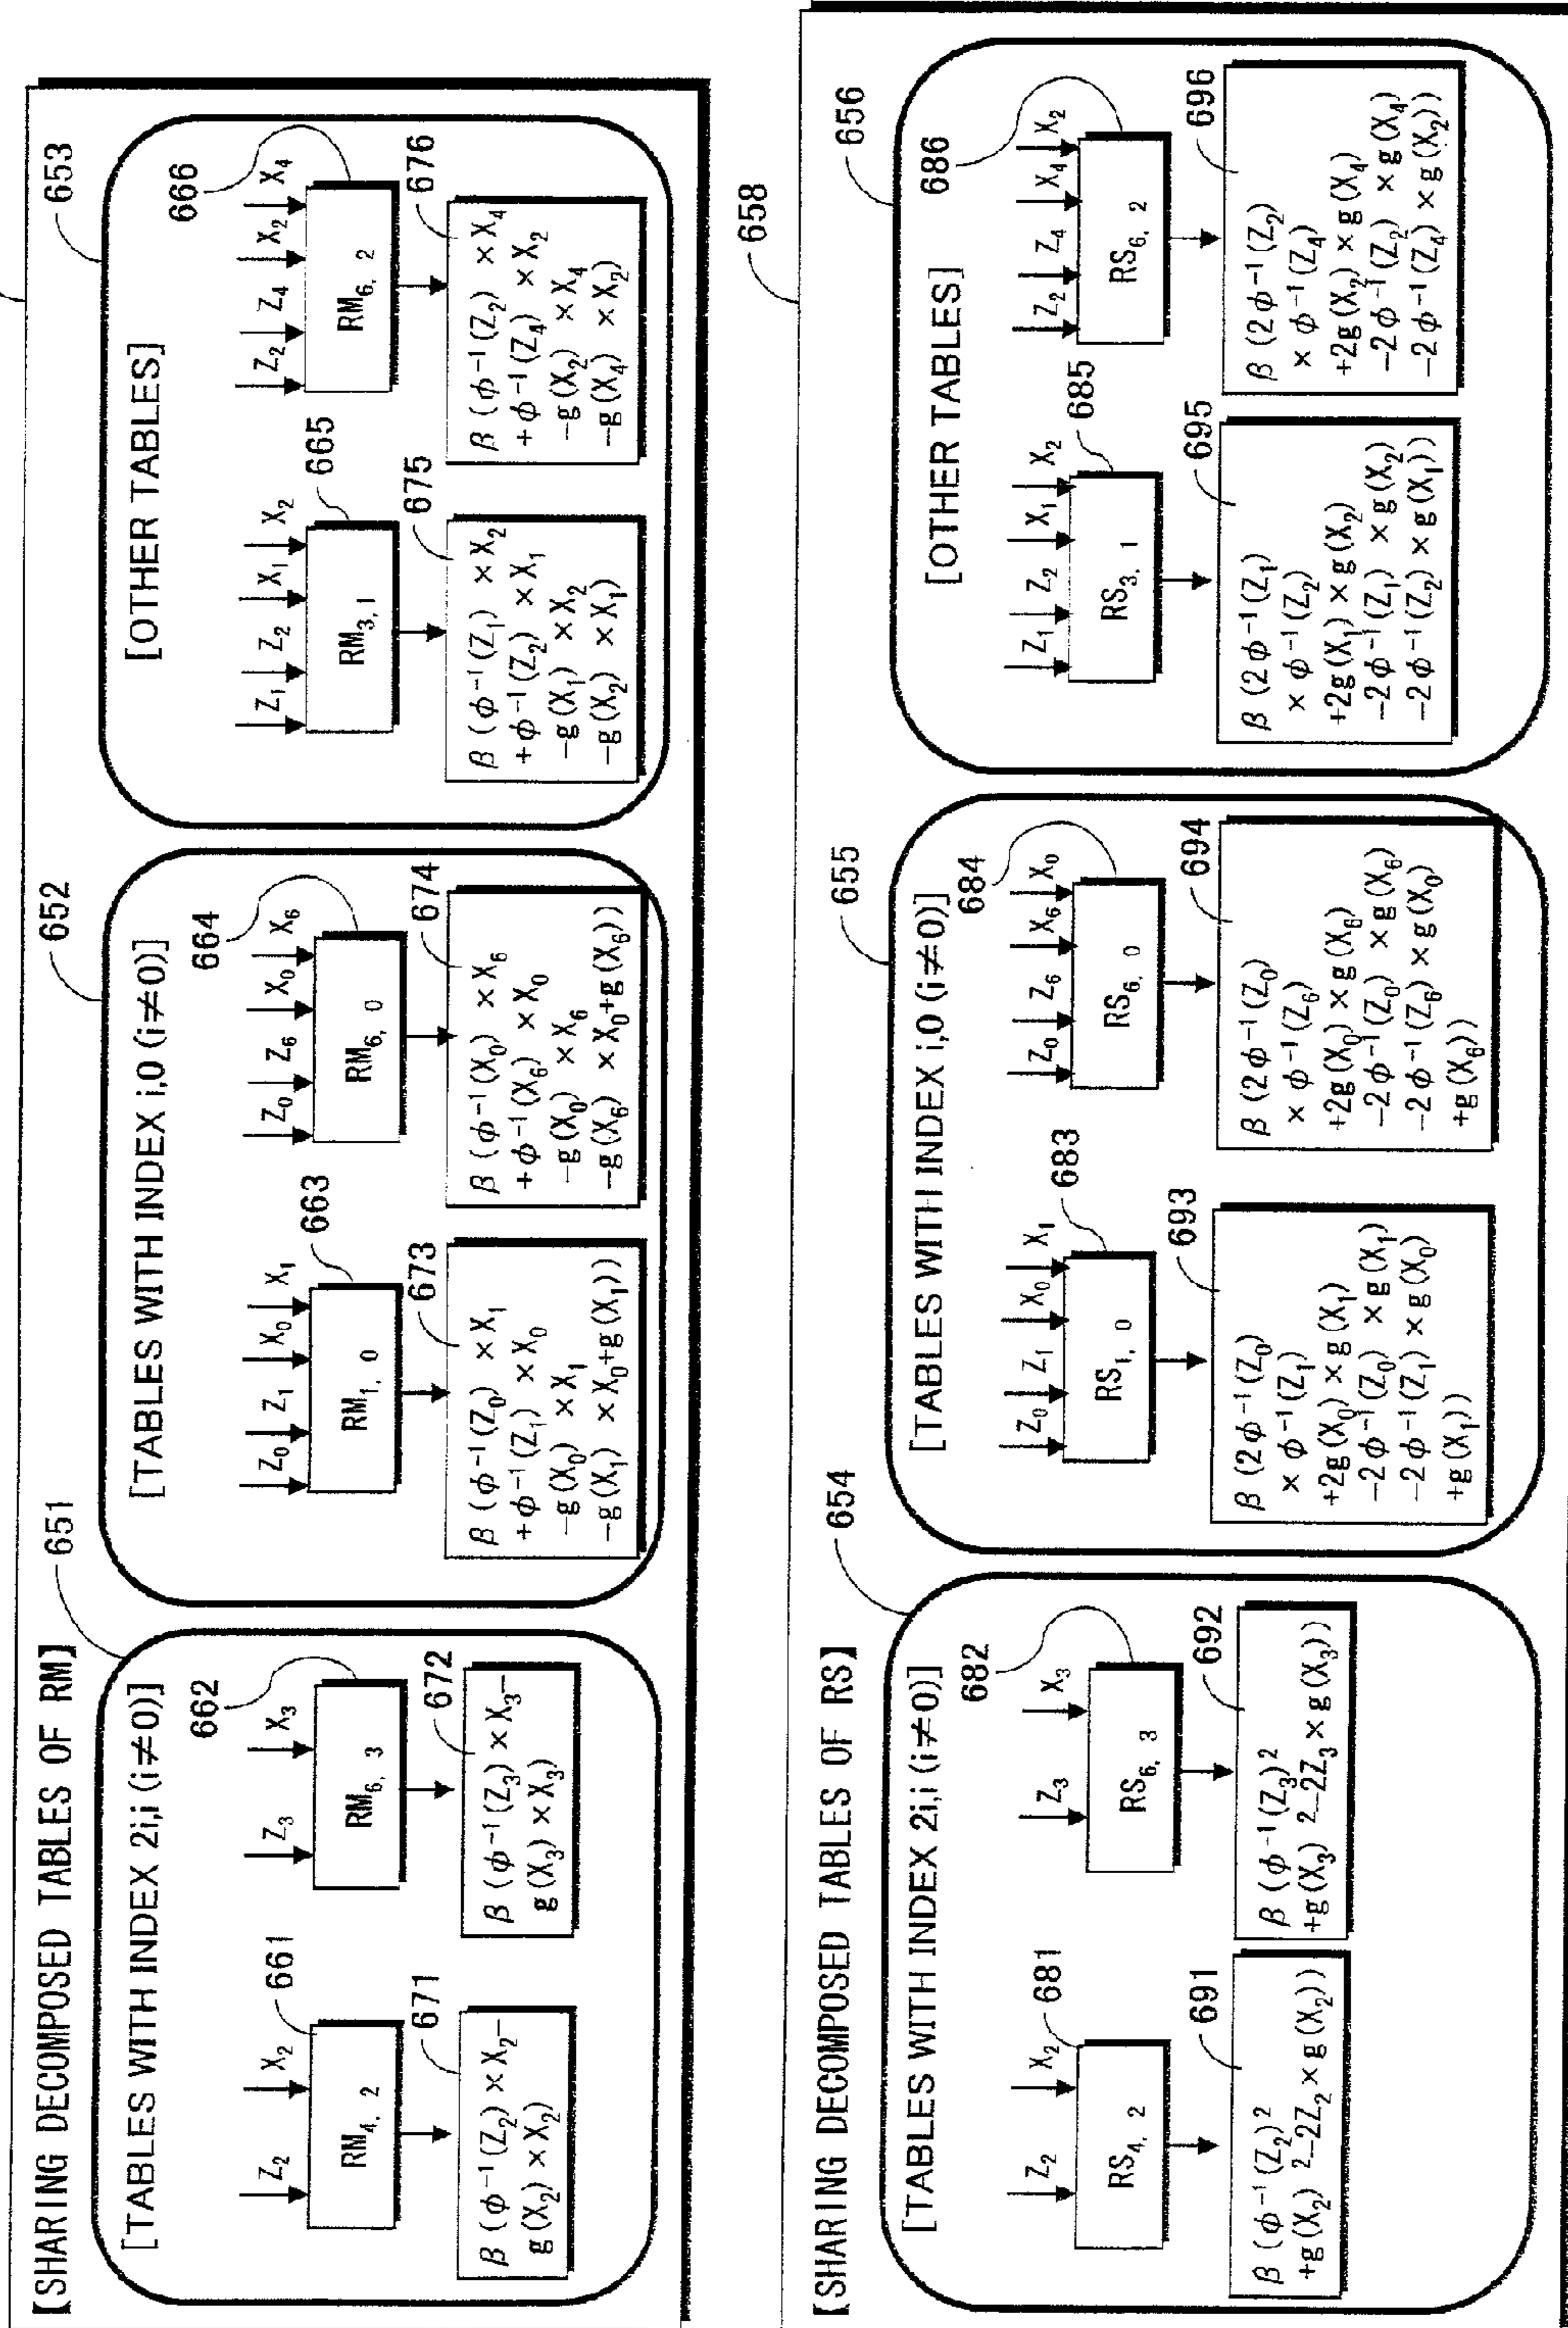 【SHARING DECOMPOSED TABLES OF RM】
651
[TABLES WITH INDEX 2i,i (i≠0)]
Z₂ X₂ 661
RM₄, ₂
671
β (ϕ⁻¹(Z₂) × X₂−
g(X₂) × X₂)
662
Z₃ X₃
RM₆, ₃
672
β (ϕ⁻¹(Z₃) × X₃−
g(X₃) × X₃)
652
[TABLES WITH INDEX i,0 (i≠0)]
Z₀ Z₁ X₀ X₁ 663
RM₁, ₀
673
β (ϕ⁻¹(Z₀) × X₁
+ϕ⁻¹(Z₁) × X₀
−g(X₀) × X₁
−g(X₁) × X₀+g(X₁))
664
Z₀ Z₆ X₀ X₆
RM₆, ₀
674
β (ϕ⁻¹(X₀) × X₆
+ϕ⁻¹(X₆) × X₀
−g(X₀) × X₆
−g(X₆) × X₀+g(X₆))
653
[OTHER TABLES]
Z₁ Z₂ X₁ X₂ 665
RM₃,₁
675
β (ϕ⁻¹(Z₁) × X₂
+ϕ⁻¹(Z₂) × X₁
−g(X₁) × X₂
−g(X₂) × X₁)
666
Z₂ Z₄ X₂ X₄
RM₆, ₂
676
β (ϕ⁻¹(Z₂) × X₄
+ϕ⁻¹(Z₄) × X₂
−g(X₂) × X₄
−g(X₄) × X₂)
658
【SHARING DECOMPOSED TABLES OF RS】
654
[TABLES WITH INDEX 2i,i (i≠0)]
Z₂ X₂ 681
RS₄, ₂
691
β (ϕ⁻¹(Z₂)²
+g(X₂) ²−2Z₂ × g(X₂))
682
Z₃ X₃
RS₆, ₃
692
β (ϕ⁻¹(Z₃)²
+g(X₃) ²−2Z₃ × g(X₃))
655
[TABLES WITH INDEX i,0 (i≠0)]
Z₀ Z₁ X₀ X₁ 683
RS₁, ₀
693
β (2ϕ⁻¹(Z₀)
× ϕ⁻¹(Z₁)
+2g(X₀) × g(X₁)
−2ϕ⁻¹(Z₀) × g(X₁)
−2ϕ⁻¹(Z₁) × g(X₀)
+g(X₁))
684
Z₀ Z₆ X₆ X₀
RS₆, ₀
694
β (2ϕ⁻¹(Z₀)
× ϕ⁻¹(Z₆)
+2g(X₀) × g(X₆)
−2ϕ⁻¹(Z₀) × g(X₆)
−2ϕ⁻¹(Z₆) × g(X₀)
+g(X₆))
656
[OTHER TABLES]
Z₁ Z₂ X₁ X₂ 685
RS₃, ₁
695
β (2ϕ⁻¹(Z₁)
× ϕ⁻¹(Z₂)
+2g(X₁) × g(X₂)
−2ϕ⁻¹(Z₁) × g(X₂)
−2ϕ⁻¹(Z₂) × g(X₁))
686
Z₂ Z₄ X₄ X₂
RS₆, ₂
696
β (2ϕ⁻¹(Z₂)
× ϕ⁻¹(Z₄)
+2g(X₂) × g(X₄)
−2ϕ⁻¹(Z₂) × g(X₄)
−2ϕ⁻¹(Z₄) × g(X₂))